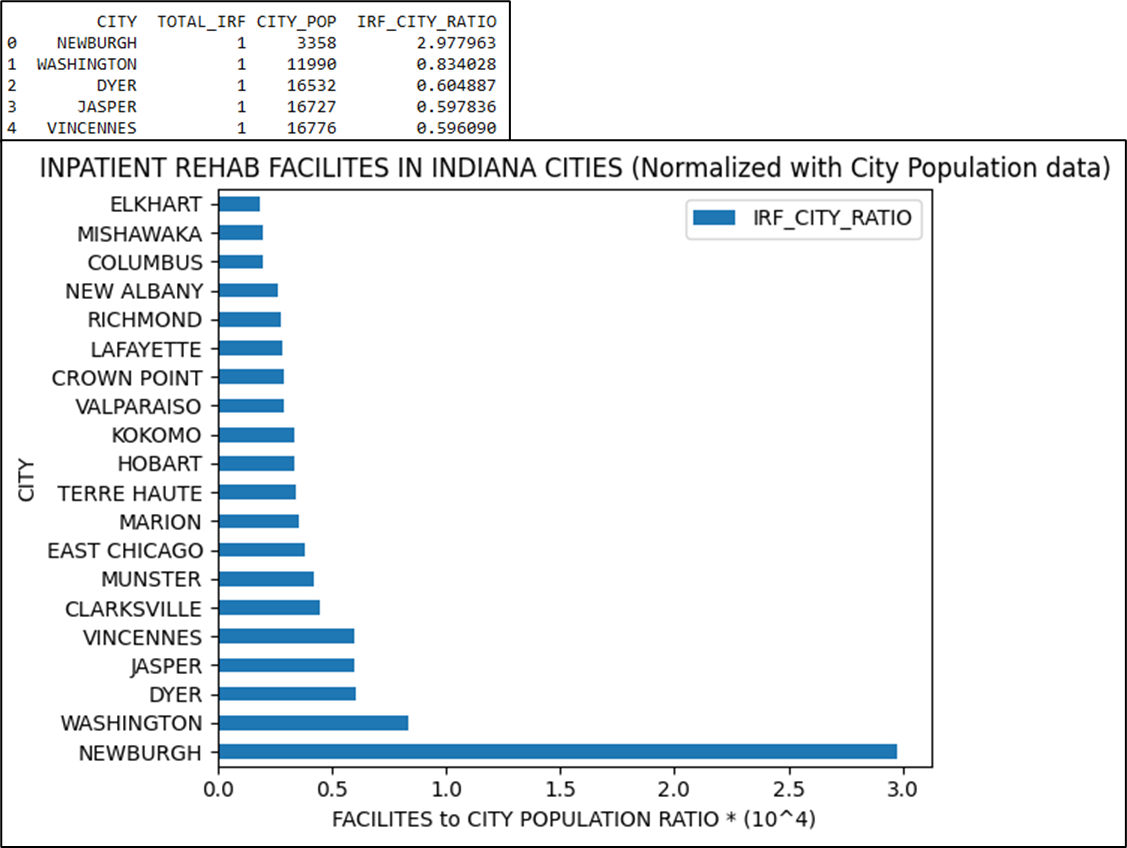 CITY TOTAL_IRF CITY_POP IRF_CITY_RATIO
0 NEWBURGH 1 3358 2.977963
1 WASHINGTON 1 11990 0.834028
2 DYER 1 16532 0.604887
3 JASPER 1 16727 0.597836
4 VINCENNES 1 16776 0.596090
INPATIENT REHAB FACILITES IN INDIANA CITIES (Normalized with City Population data)
IRF_CITY_RATIO
CITY
ELKHART
MISHAWAKA
COLUMBUS
NEW ALBANY
RICHMOND
LAFAYETTE
CROWN POINT
VALPARAISO
KOKOMO
HOBART
TERRE HAUTE
MARION
EAST CHICAGO
MUNSTER
CLARKSVILLE
VINCENNES
JASPER
DYER
WASHINGTON
NEWBURGH
0.0 0.5 1.0 1.5 2.0 2.5 3.0
FACILITES to CITY POPULATION RATIO * (10^4)